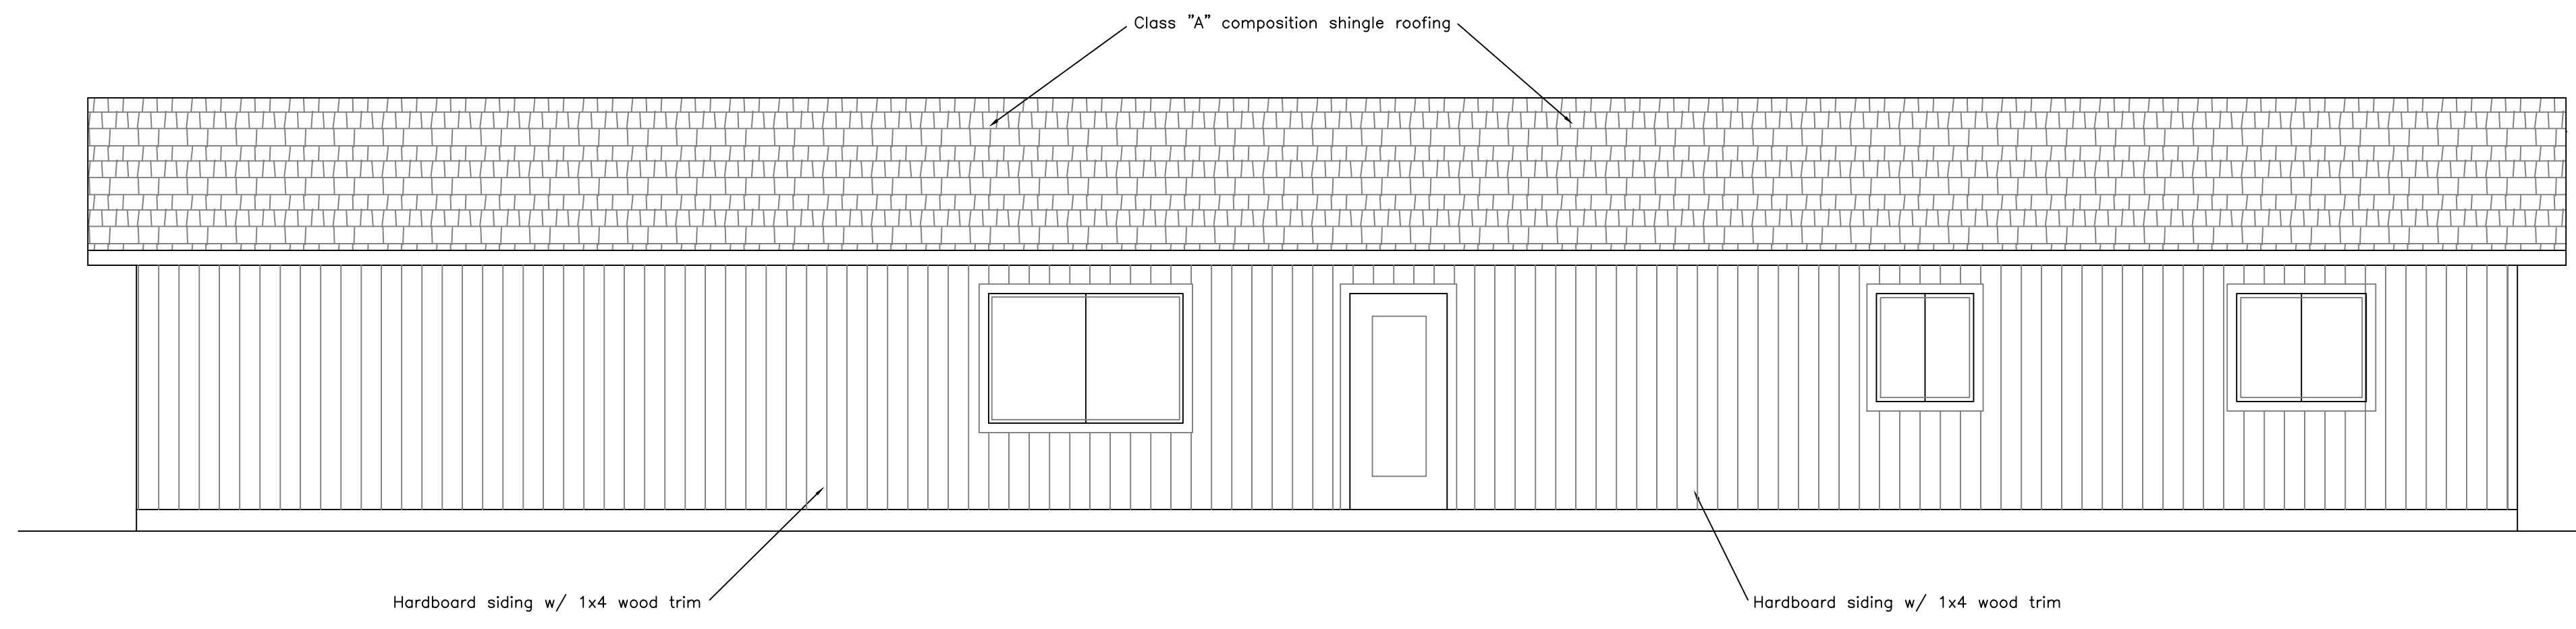 Class "A" composition shingle roofing
Hardboard siding w/ 1x4 wood trim
Hardboard siding w/ 1x4 wood trim